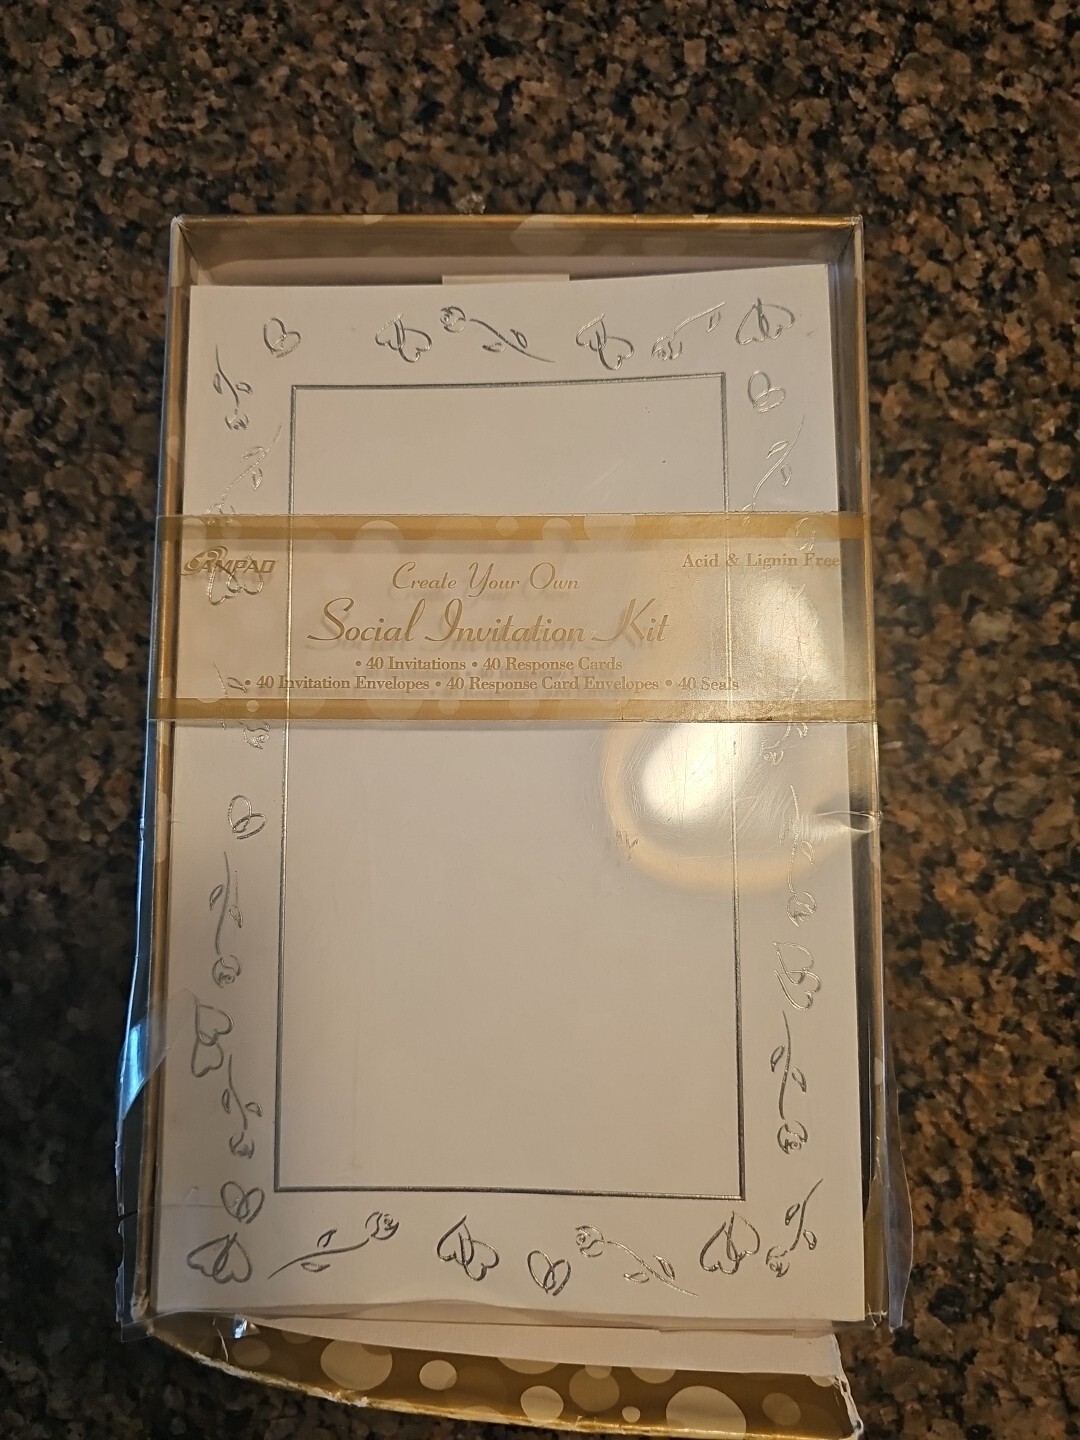 AMPAD
Acid & Lignin Free
Create Your Own
Social Invitation Kit
• 40 Invitations • 40 Response Cards
• 40 Invitation Envelopes • 40 Response Card Envelopes • 40 Seals